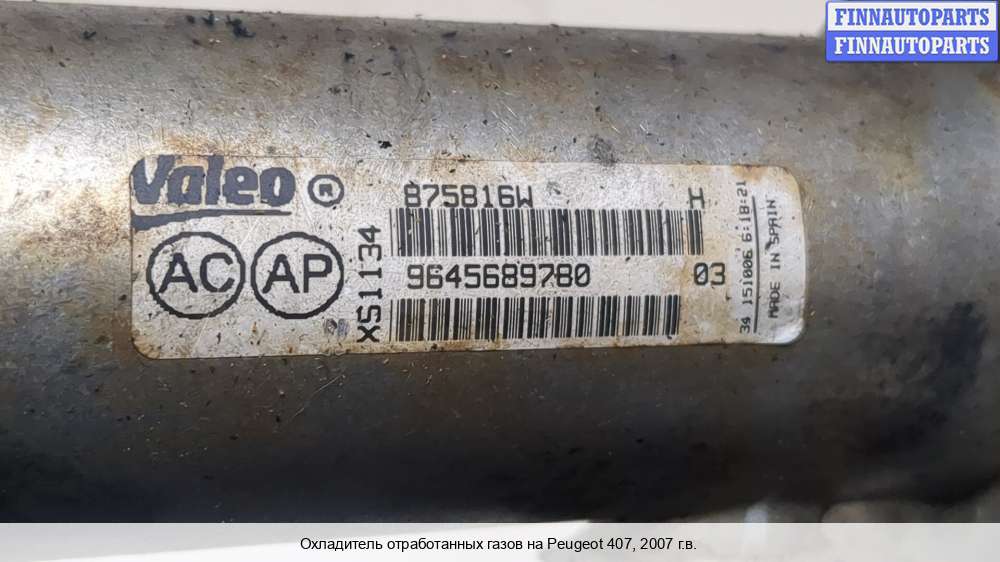 FINNAUTOPARTS
FINNAUTOPARTS
Valeo ®
875816W
I
AC AP
XS1134
9645689780
03
34 151006 6:18:21
MADE IN SPAIN
Охладитель отработанных газов на Peugeot 407, 2007 г.в.